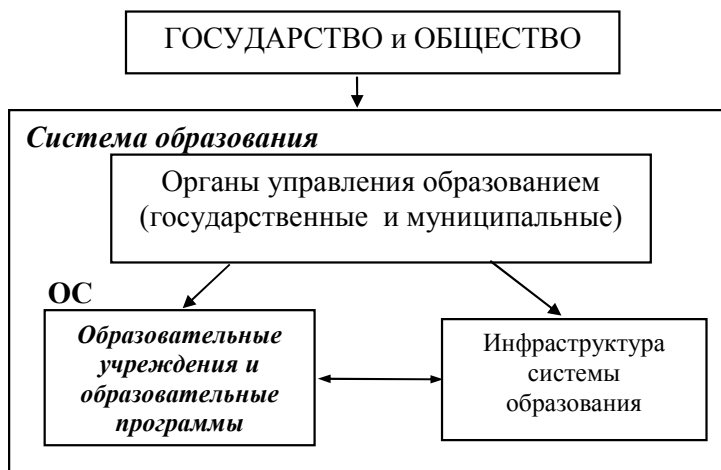 ГОСУДАРСТВО и ОБЩЕСТВО
Система образования
Органы управления образованием
(государственные и муниципальные)
ОС
Образовательные
учреждения и
образовательные
программы
Инфраструктура
системы
образования